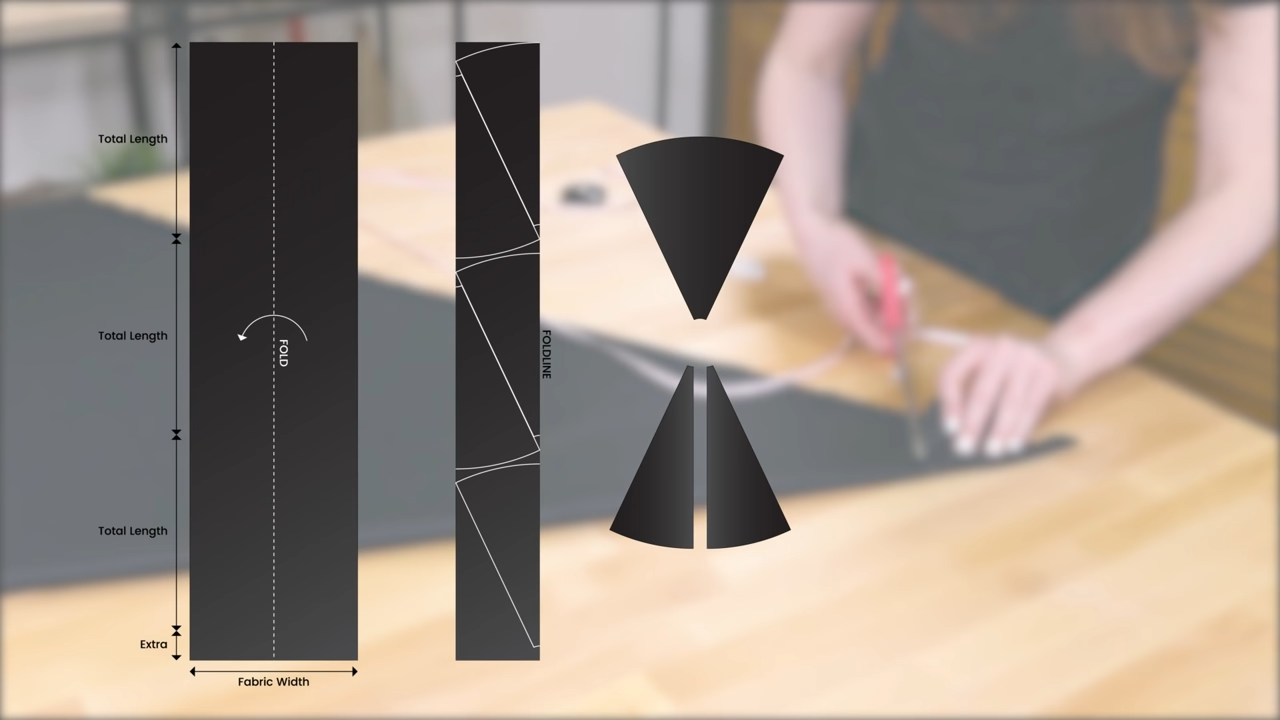 Total Length
Total Length
Total Length
Extra
Fabric Width
FOLD
FOLDLINE